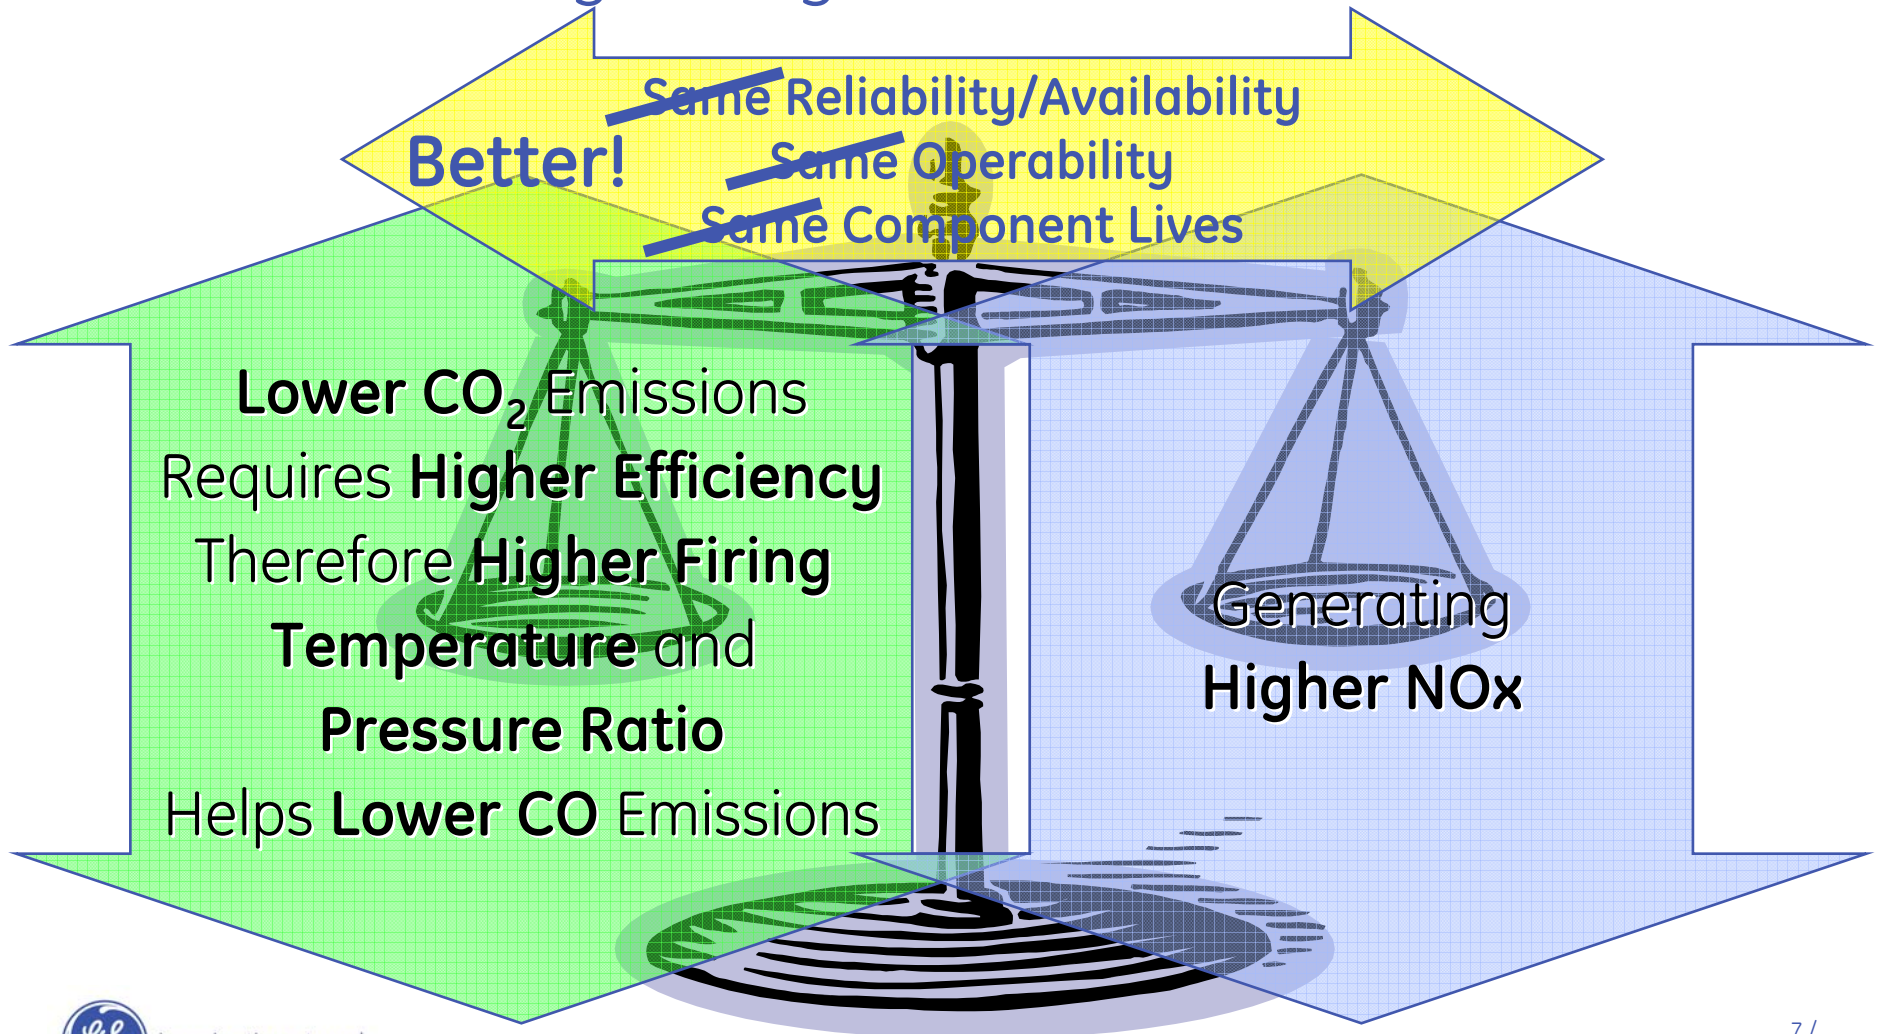 Same Reliability/Availability
Better!
Same Operability
Same Component Lives
Lower CO₂ Emissions
Requires Higher Efficiency
Therefore Higher Firing
Temperature and
Pressure Ratio
Helps Lower CO Emissions
Generating
Higher NOx
7 /